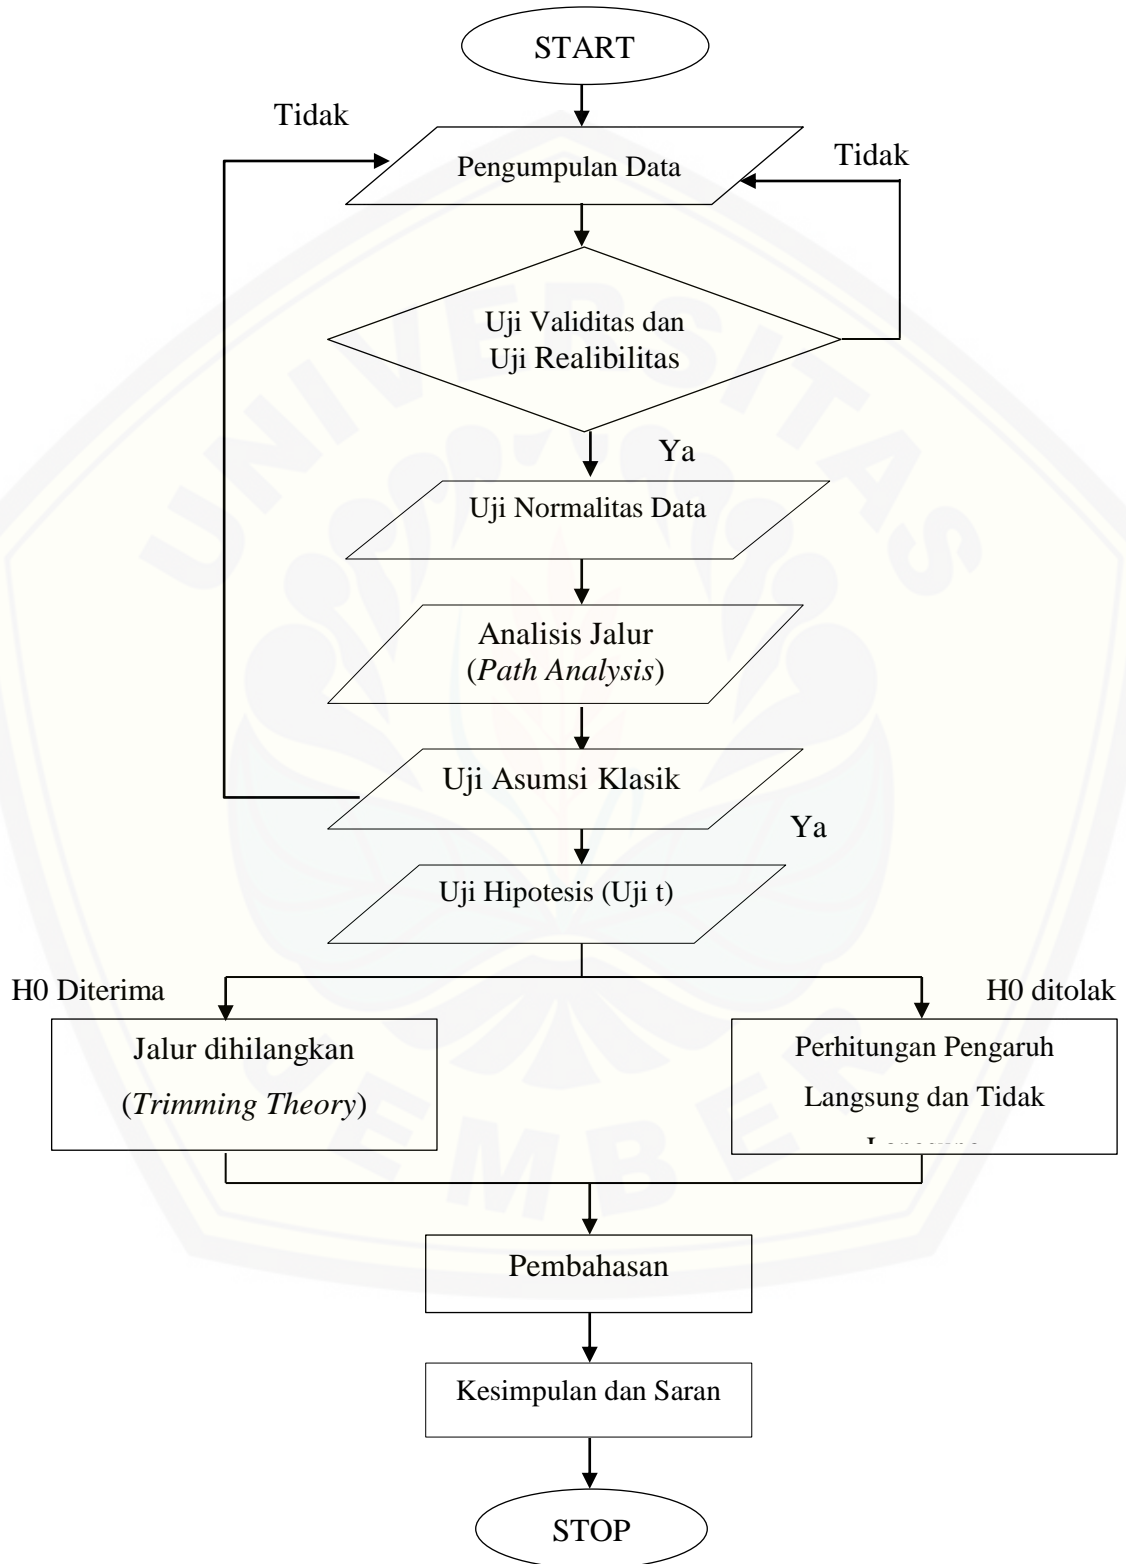 START
Tidak
Pengumpulan Data
Tidak
Uji Validitas dan
Uji Realibilitas
Ya
Uji Normalitas Data
Analisis Jalur
(Path Analysis)
Uji Asumsi Klasik
Ya
Uji Hipotesis (Uji t)
H0 Diterima
H0 ditolak
Jalur dihilangkan
(Trimming Theory)
Perhitungan Pengaruh
Langsung dan Tidak
Pembahasan
Kesimpulan dan Saran
STOP
UNIVERSITAS
JEMBER